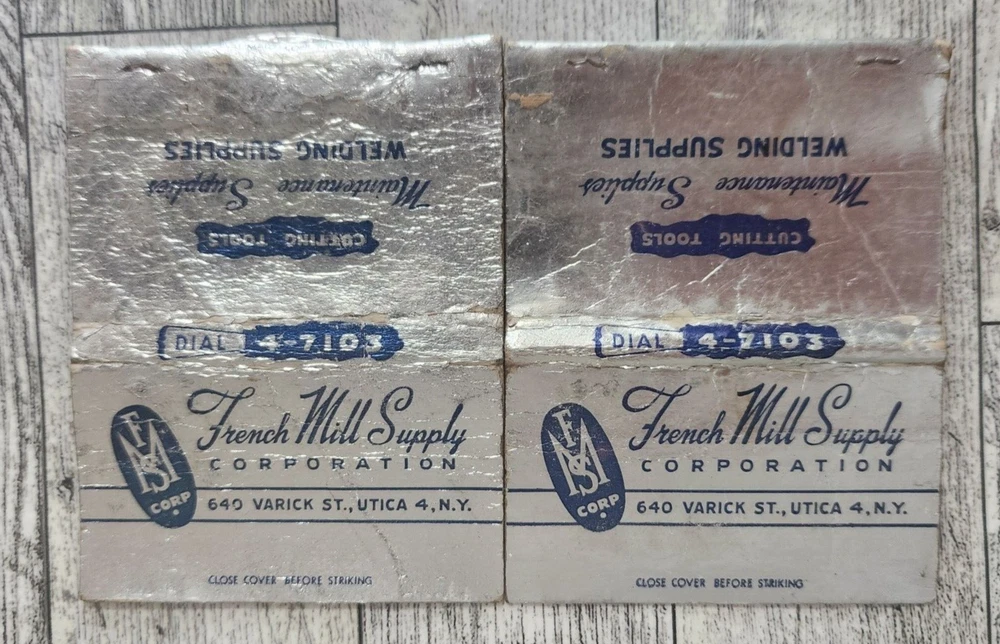 WELDING SUPPLIES
Maintenance Supplies
CUTTING TOOLS
DIAL 4-7103
French Mill Supply
CORPORATION
FMS
CORP
640 VARICK ST., UTICA 4, N.Y.
CLOSE COVER BEFORE STRIKING
WELDING SUPPLIES
Maintenance Supplies
CUTTING TOOLS
DIAL 4-7103
French Mill Supply
CORPORATION
FMS
CORP
640 VARICK ST., UTICA 4, N.Y.
CLOSE COVER BEFORE STRIKING